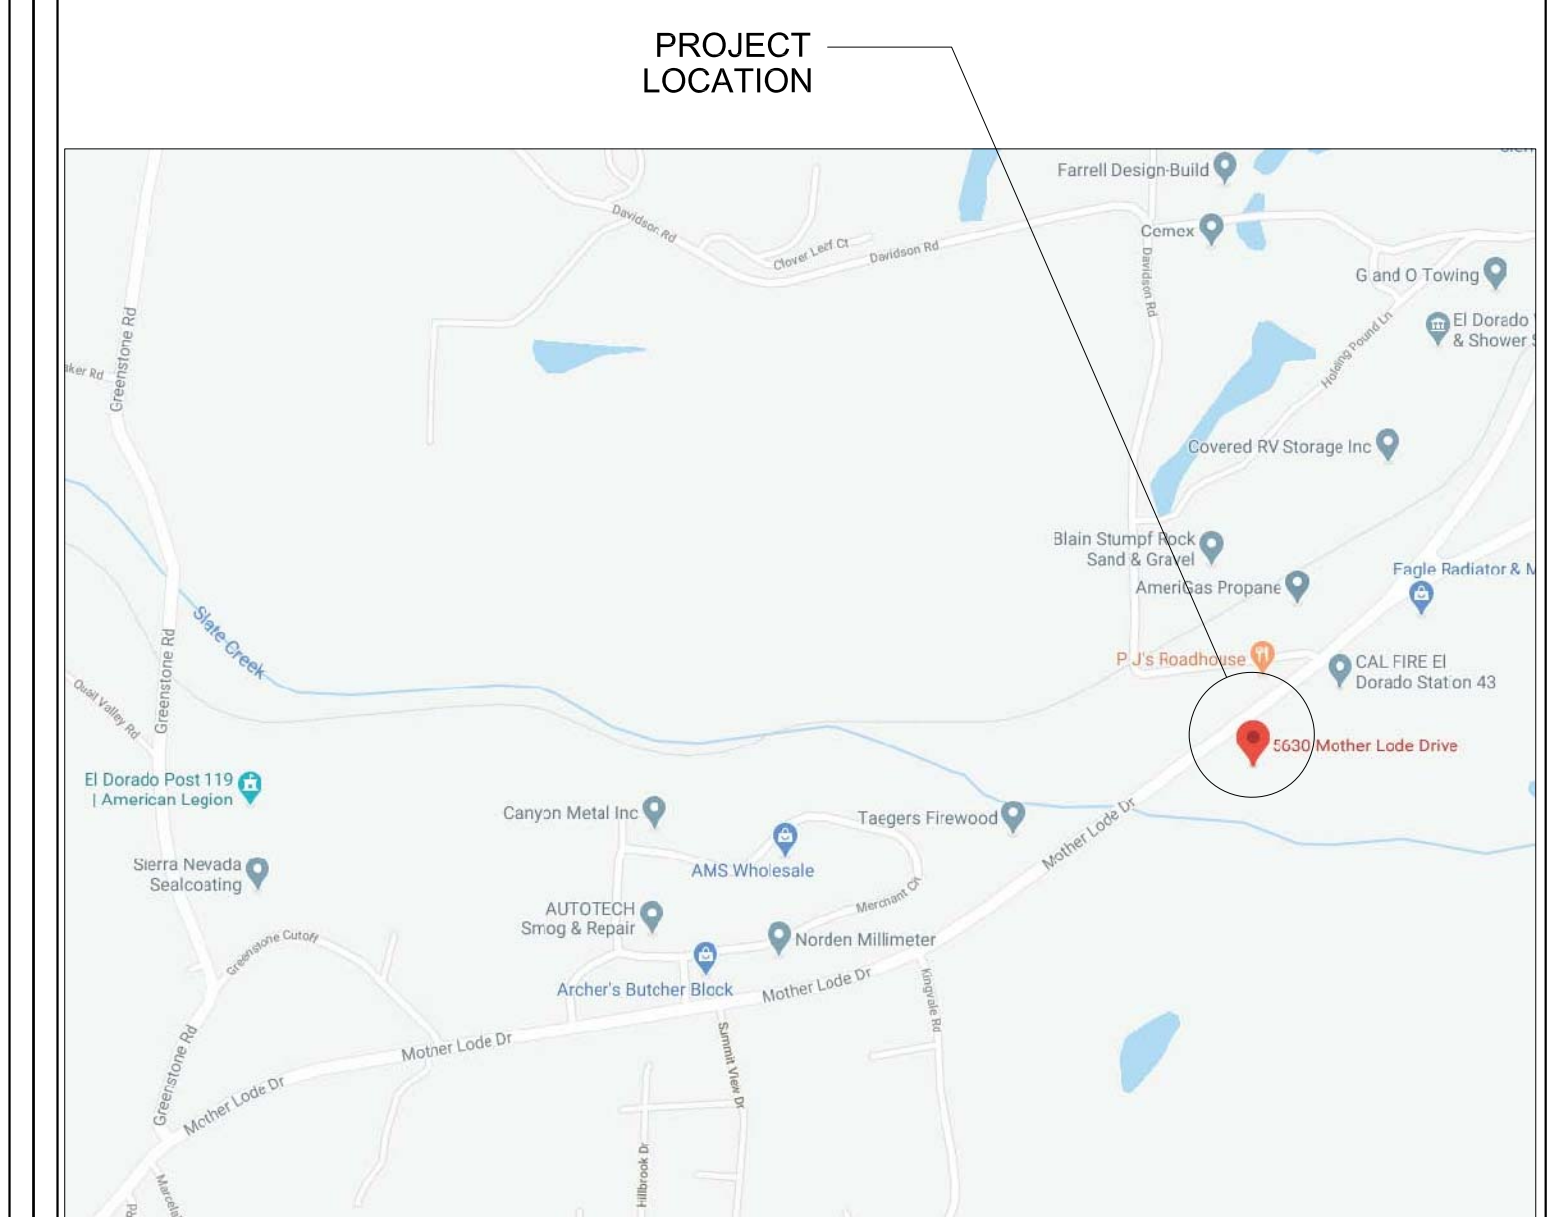 PROJECT
LOCATION
Farrell Design-Build
Cemex
Davidson Rd
Clover Leaf Ct
Davidson Rd
Davidson Rd
G and O Towing
El Dorado
& Shower
Holding Pound Ln
Greenstone Rd
Covered RV Storage Inc
Blain Stumpf Rock
Sand & Gravel
AmeriGas Propane
Eagle Radiator &
Slate Creek
Greenstone Rd
P J's Roadhouse
CAL FIRE El
Dorado Station 43
Quail Valley Rd
5630 Mother Lode Drive
El Dorado Post 119
| American Legion
Canyon Metal Inc
Taegers Firewood
Mother Lode Dr
Sierra Nevada
Sealcoating
AMS Wholesale
Merchant Cir
AUTOTECH
Smog & Repair
Norden Millimeter
Greenstone Cutoff
Archer's Butcher Block
Mother Lode Dr
Kingvale Rd
Mother Lode Dr
Summit View Dr
Greenstone Rd
Mother Lode Dr
Hillbrook Dr
Rd